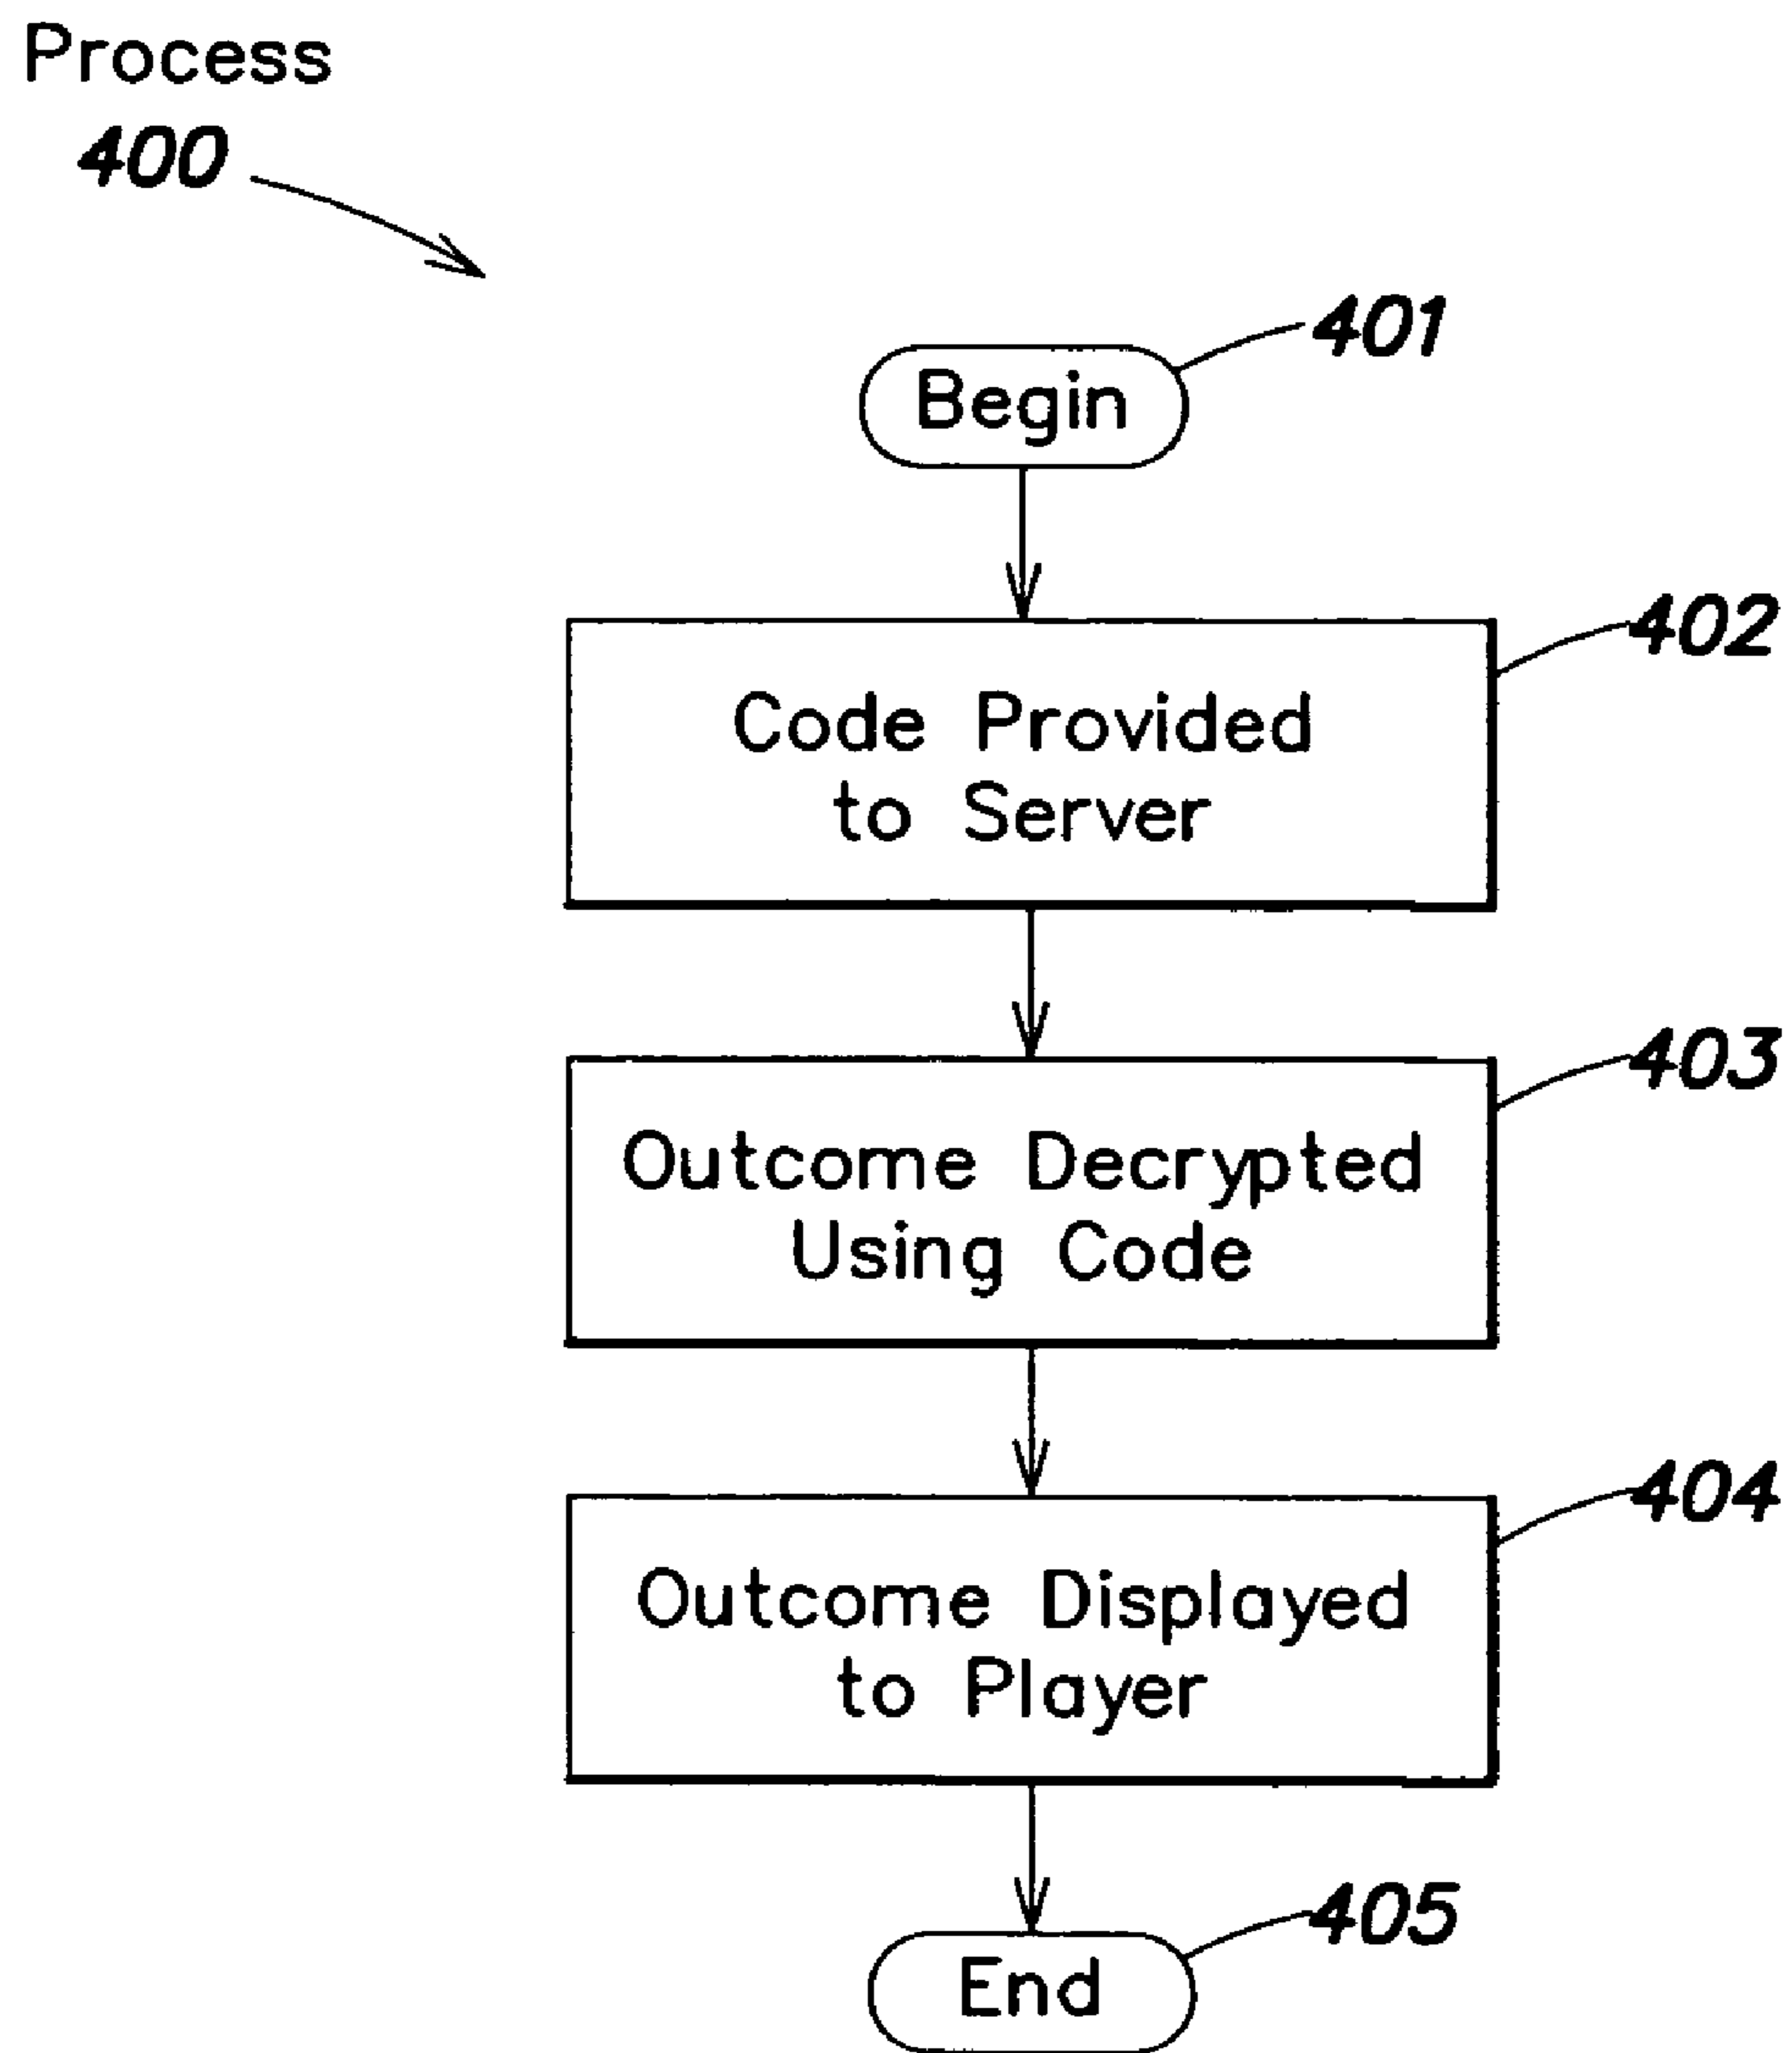 Process
400
401
Begin
402
Code Provided
to Server
403
Outcome Decrypted
Using Code
404
Outcome Displayed
to Player
405
End